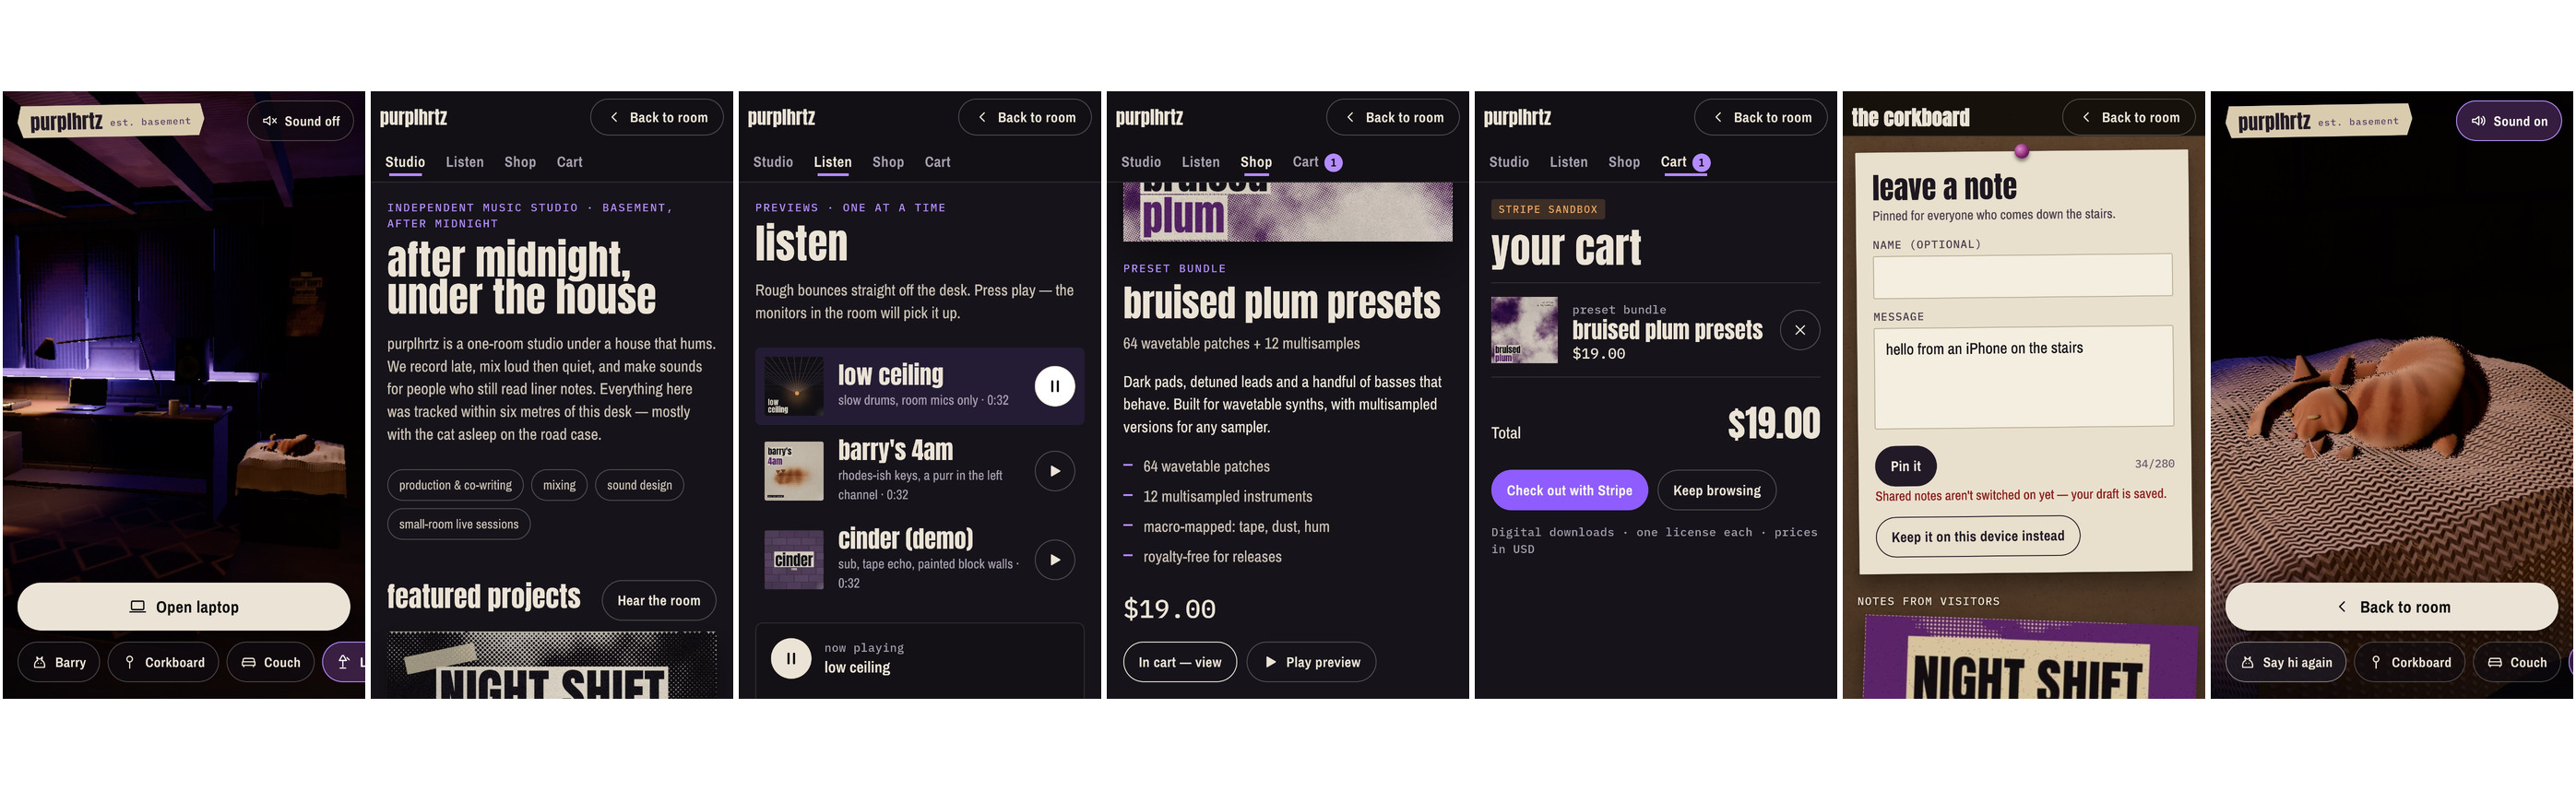 purplhrtz est. basement
Sound off
Open laptop
Barry
Corkboard
Couch
L
purplhrtz
Back to room
Studio
Listen
Shop
Cart
INDEPENDENT MUSIC STUDIO · BASEMENT,
AFTER MIDNIGHT
after midnight,
under the house
purplhrtz is a one-room studio under a house that hums.
We record late, mix loud then quiet, and make sounds
for people who still read liner notes. Everything here
was tracked within six metres of this desk — mostly
with the cat asleep on the road case.
production & co-writing
mixing
sound design
small-room live sessions
featured projects
Hear the room
NIGHT SHIFT
purplhrtz
Back to room
Studio
Listen
Shop
Cart
PREVIEWS · ONE AT A TIME
listen
Rough bounces straight off the desk. Press play — the
monitors in the room will pick it up.
low
ceiling
low ceiling
slow drums, room mics only · 0:32
barry's
4am
barry's 4am
rhodes-ish keys, a purr in the left
channel · 0:32
cinder
cinder (demo)
sub, tape echo, painted block walls ·
0:32
now playing
low ceiling
purplhrtz
Back to room
Studio
Listen
Shop
Cart 1
bruised
plum
PRESET BUNDLE
bruised plum presets
64 wavetable patches + 12 multisamples
Dark pads, detuned leads and a handful of basses that
behave. Built for wavetable synths, with multisampled
versions for any sampler.
64 wavetable patches
12 multisampled instruments
macro-mapped: tape, dust, hum
royalty-free for releases
$19.00
In cart — view
Play preview
purplhrtz
Back to room
Studio
Listen
Shop
Cart 1
STRIPE SANDBOX
your cart
bruised
plum
preset bundle
bruised plum presets
$19.00
Total
$19.00
Check out with Stripe
Keep browsing
Digital downloads · one license each · prices
in USD
the corkboard
Back to room
leave a note
Pinned for everyone who comes down the stairs.
NAME (OPTIONAL)
MESSAGE
hello from an iPhone on the stairs
Pin it
34/280
Shared notes aren't switched on yet — your draft is saved.
Keep it on this device instead
NOTES FROM VISITORS
NIGHT SHIFT
purplhrtz est. basement
Sound on
Back to room
Say hi again
Corkboard
Couch